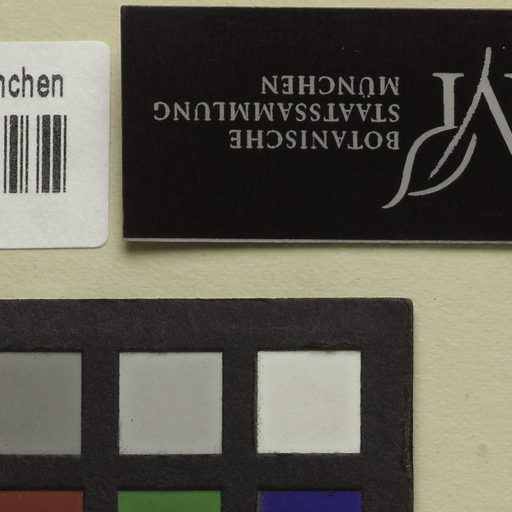 nchen
BOTANISCHE
STAATSSAMMLUNG
MÜNCHEN
M